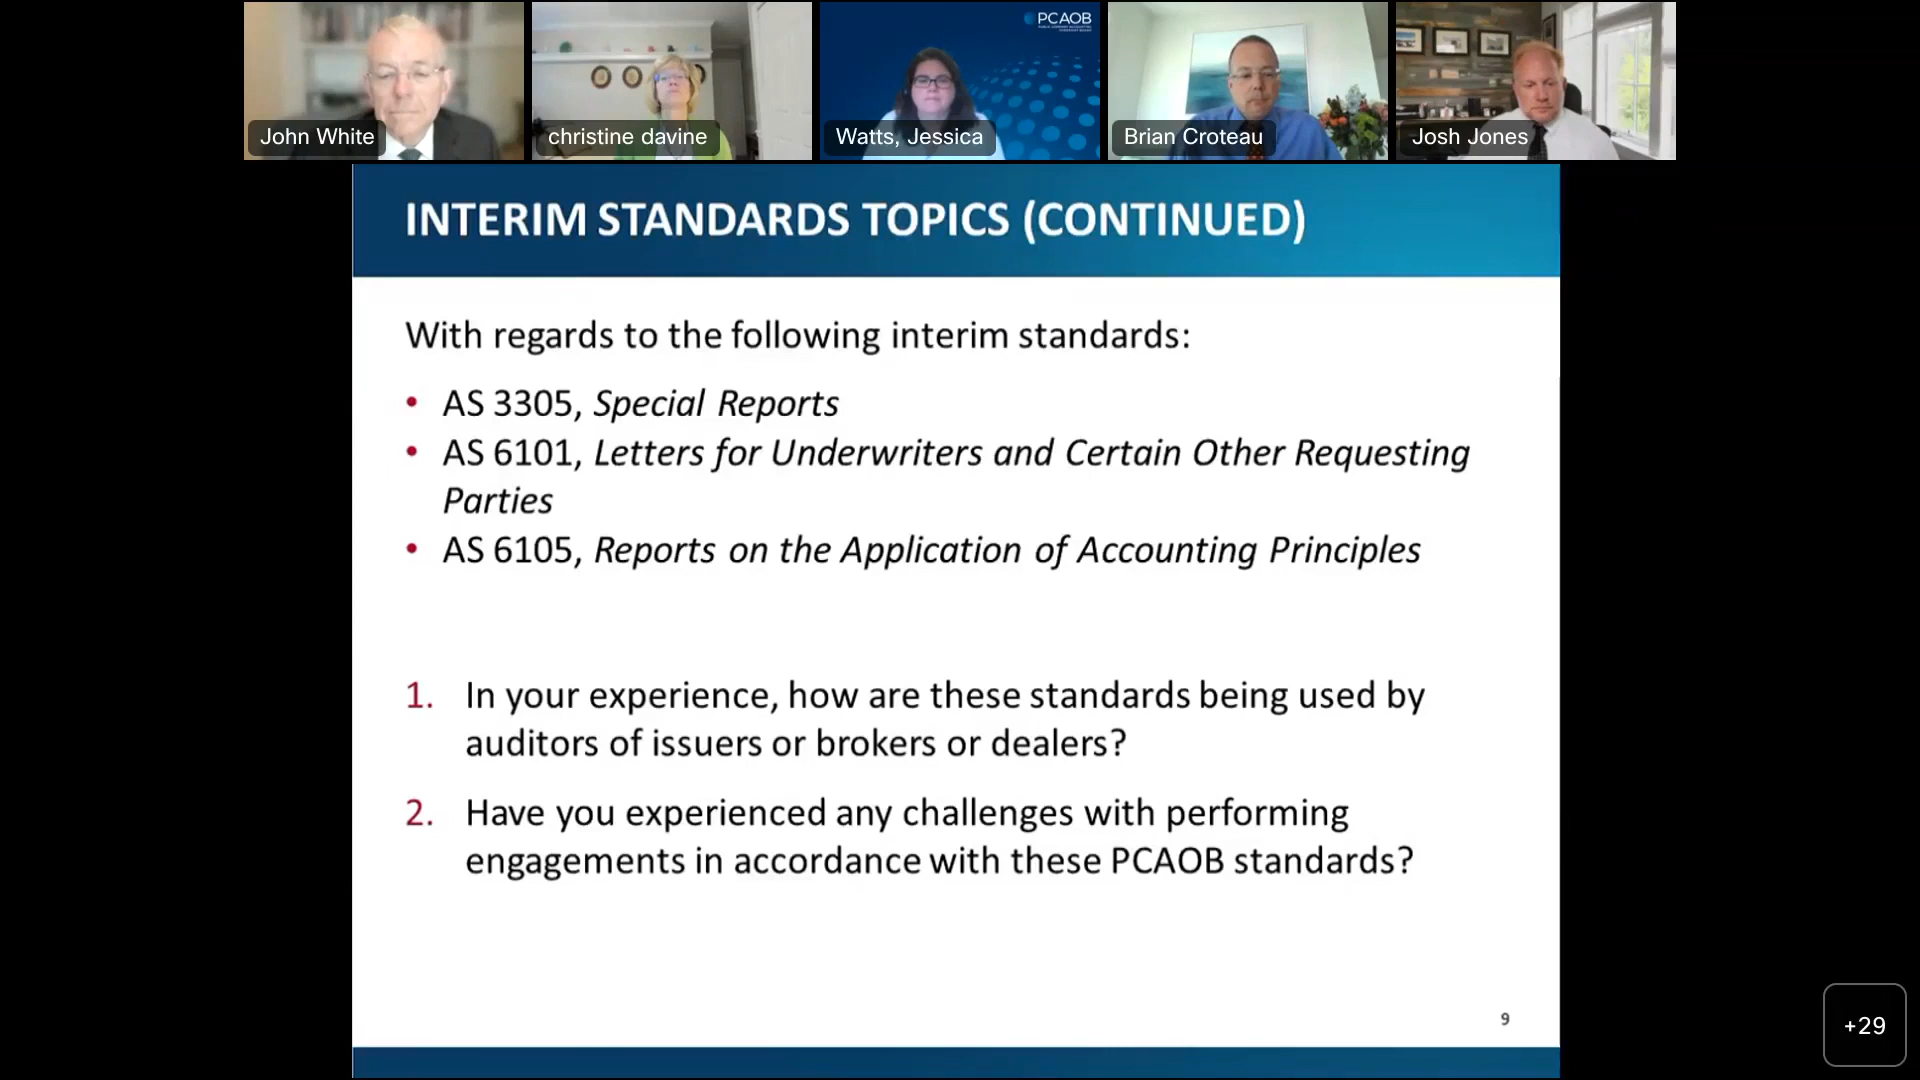 PCAOB
John White
christine davine
Watts, Jessica
Brian Croteau
Josh Jones
INTERIM STANDARDS TOPICS (CONTINUED)
With regards to the following interim standards:
• AS 3305, Special Reports
• AS 6101, Letters for Underwriters and Certain Other Requesting
Parties
• AS 6105, Reports on the Application of Accounting Principles
1. In your experience, how are these standards being used by
auditors of issuers or brokers or dealers?
2. Have you experienced any challenges with performing
engagements in accordance with these PCAOB standards?
9
+29